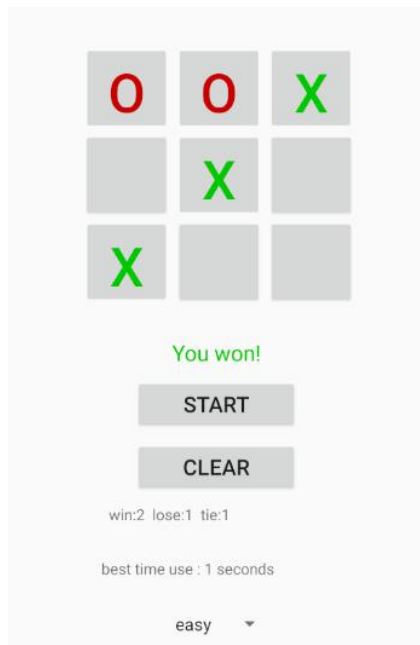 O O X
X
X
You won!
START
CLEAR
win:2 lose:1 tie:1
best time use : 1 seconds
easy